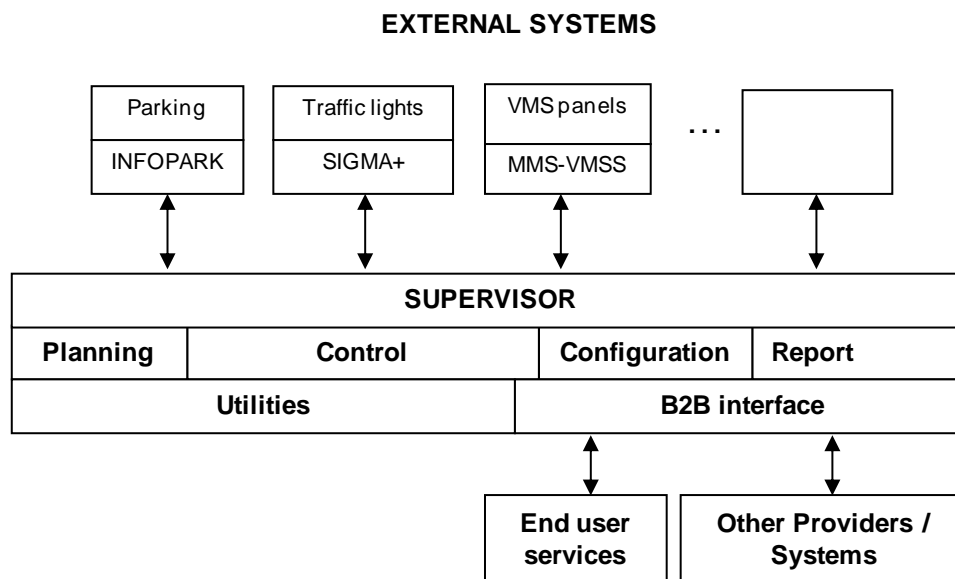 EXTERNAL SYSTEMS
Parking
INFOPARK
Traffic lights
SIGMA+
VMS panels
MMS-VMSS
...
SUPERVISOR
Planning
Control
Configuration
Report
Utilities
B2B interface
End user
services
Other Providers /
Systems